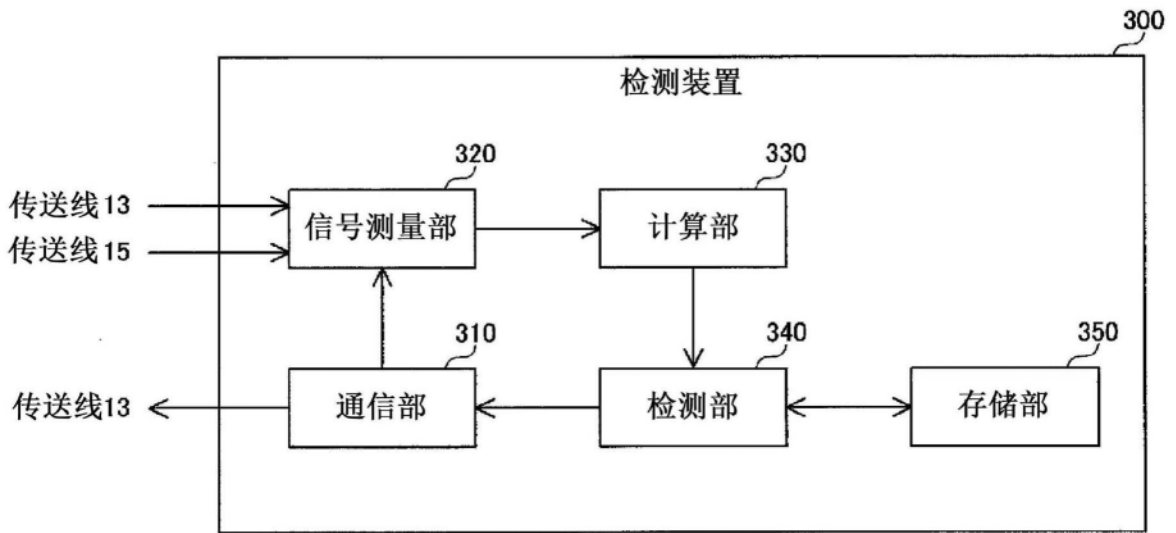 300
检测装置
320
330
传送线13
信号测量部
计算部
传送线15
310
340
350
传送线13
通信部
检测部
存储部